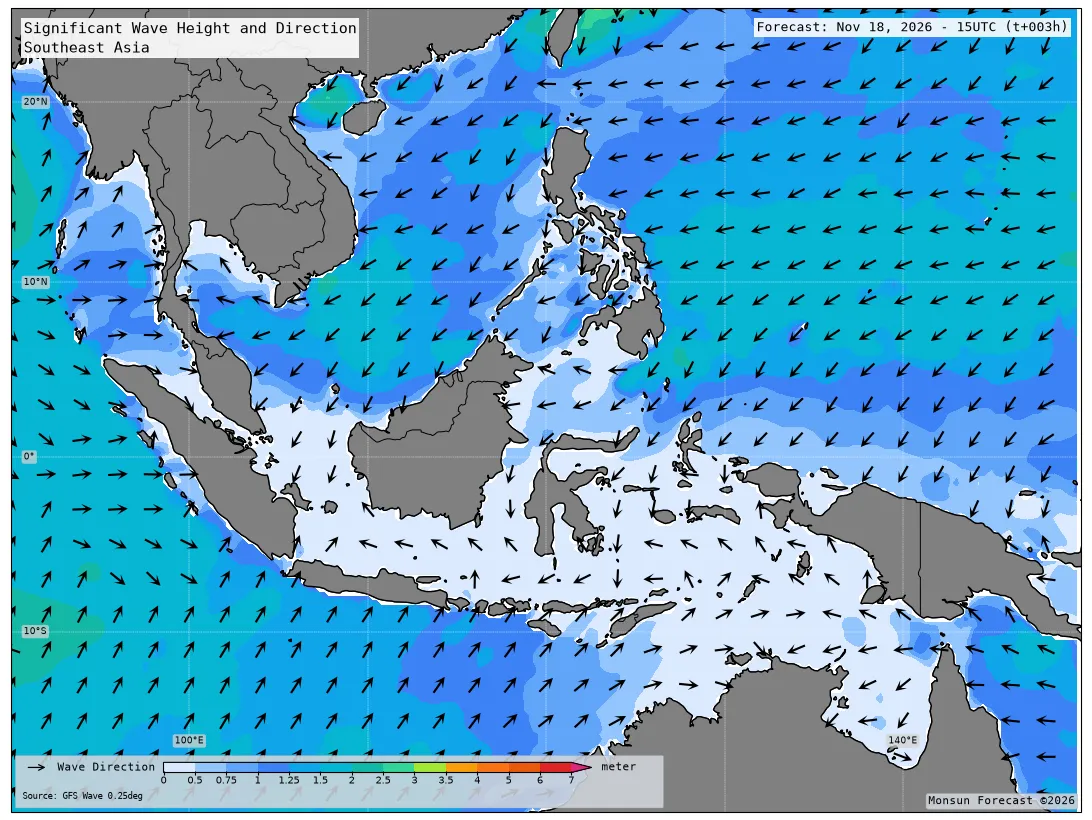 Significant Wave Height and Direction
Southeast Asia
Forecast: Nov 18, 2026 - 15UTC (t+003h)
20°N
10°N
0°
10°S
100°E
140°E
Wave Direction
meter
0 0.5 0.75 1 1.25 1.5 2 2.5 3 3.5 4 5 6 7
Source: GFS Wave 0.25deg
Monsun Forecast ©2026